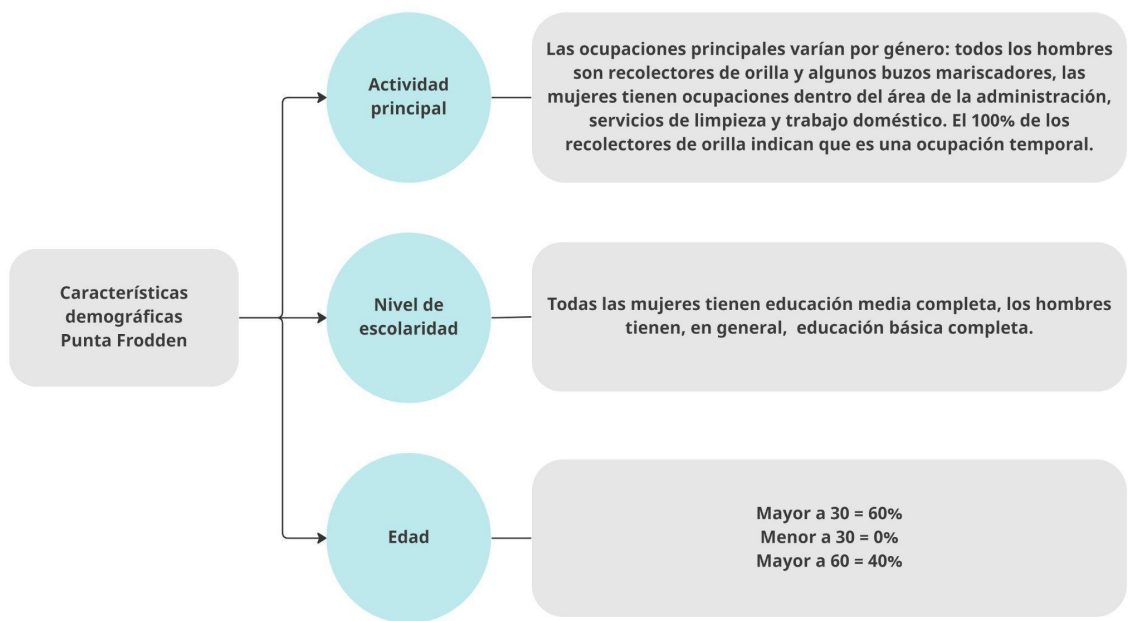 Características
demográficas
Punta Frodden
Actividad
principal
Las ocupaciones principales varían por género: todos los hombres
son recolectores de orilla y algunos buzos mariscadores, las
mujeres tienen ocupaciones dentro del área de la administración,
servicios de limpieza y trabajo doméstico. El 100% de los
recolectores de orilla indican que es una ocupación temporal.
Nivel de
escolaridad
Todas las mujeres tienen educación media completa, los hombres
tienen, en general,  educación básica completa.
Edad
Mayor a 30 = 60%
Menor a 30 = 0%
Mayor a 60 = 40%